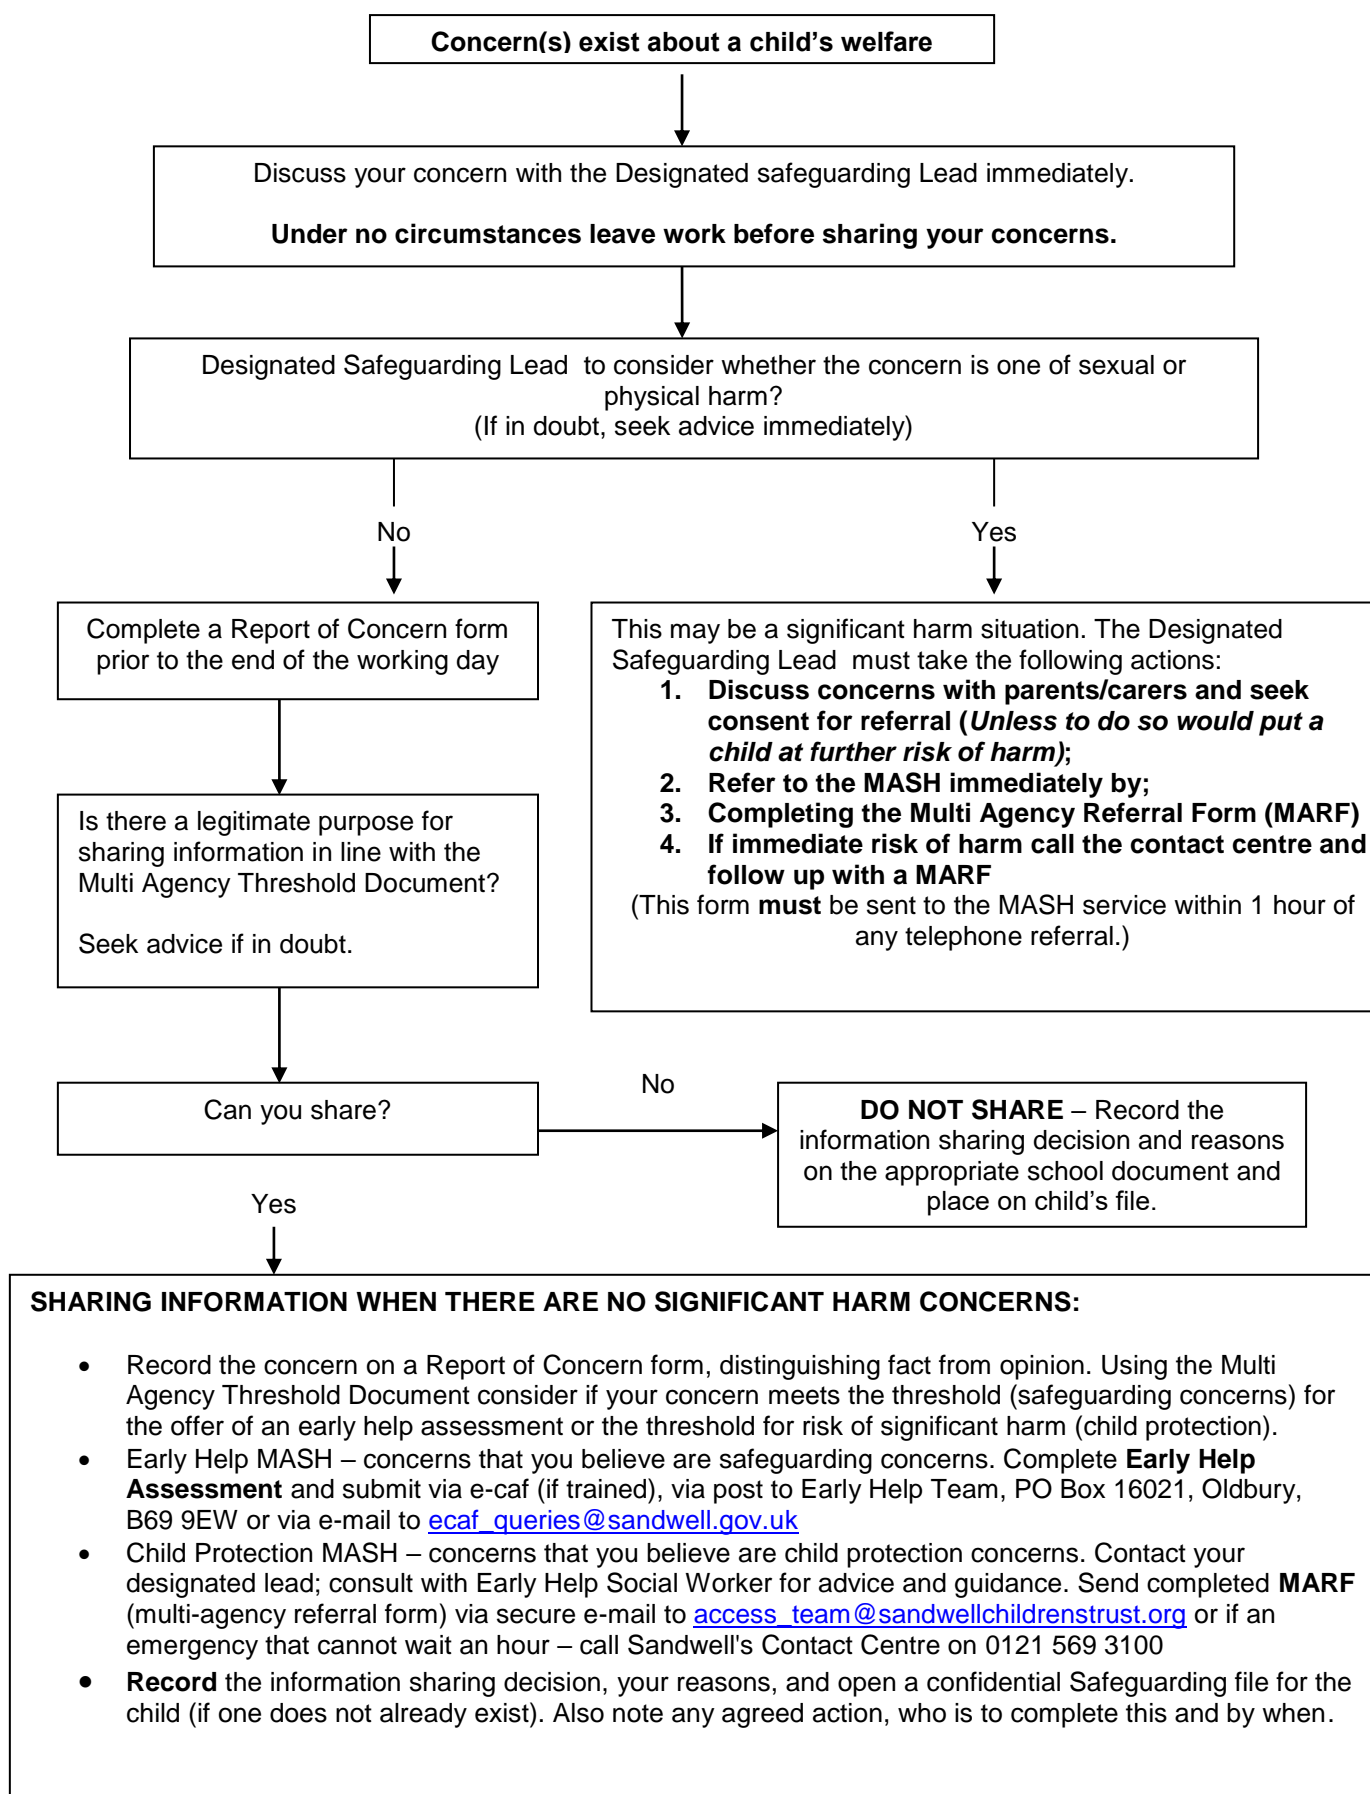 Concern(s) exist about a child's welfare
Discuss your concern with the Designated safeguarding Lead immediately.
Under no circumstances leave work before sharing your concerns.
Designated Safeguarding Lead  to consider whether the concern is one of sexual or
physical harm?
(If in doubt, seek advice immediately)
No
Yes
Complete a Report of Concern form
prior to the end of the working day
This may be a significant harm situation. The Designated
Safeguarding Lead  must take the following actions:
1. Discuss concerns with parents/carers and seek
consent for referral (Unless to do so would put a
child at further risk of harm);
2. Refer to the MASH immediately by;
3. Completing the Multi Agency Referral Form (MARF)
4. If immediate risk of harm call the contact centre and
follow up with a MARF
(This form must be sent to the MASH service within 1 hour of
any telephone referral.)
Is there a legitimate purpose for
sharing information in line with the
Multi Agency Threshold Document?
Seek advice if in doubt.
Can you share?
No
DO NOT SHARE – Record the
information sharing decision and reasons
on the appropriate school document and
place on child's file.
Yes
SHARING INFORMATION WHEN THERE ARE NO SIGNIFICANT HARM CONCERNS:
• Record the concern on a Report of Concern form, distinguishing fact from opinion. Using the Multi
Agency Threshold Document consider if your concern meets the threshold (safeguarding concerns) for
the offer of an early help assessment or the threshold for risk of significant harm (child protection).
• Early Help MASH – concerns that you believe are safeguarding concerns. Complete Early Help
Assessment and submit via e-caf (if trained), via post to Early Help Team, PO Box 16021, Oldbury,
B69 9EW or via e-mail to ecaf_queries@sandwell.gov.uk
• Child Protection MASH – concerns that you believe are child protection concerns. Contact your
designated lead; consult with Early Help Social Worker for advice and guidance. Send completed MARF
(multi-agency referral form) via secure e-mail to access_team@sandwellchildrenstrust.org or if an
emergency that cannot wait an hour – call Sandwell's Contact Centre on 0121 569 3100
• Record the information sharing decision, your reasons, and open a confidential Safeguarding file for the
child (if one does not already exist). Also note any agreed action, who is to complete this and by when.